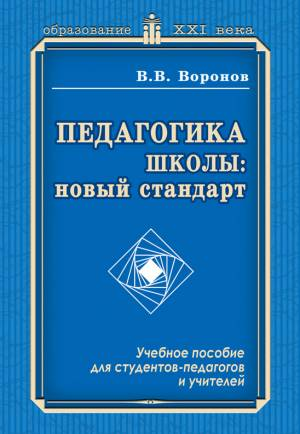 образование XXI века
В.В. Воронов
ПЕДАГОГИКА
ШКОЛЫ:
новый стандарт
Учебное пособие
для студентов-педагогов
и учителей